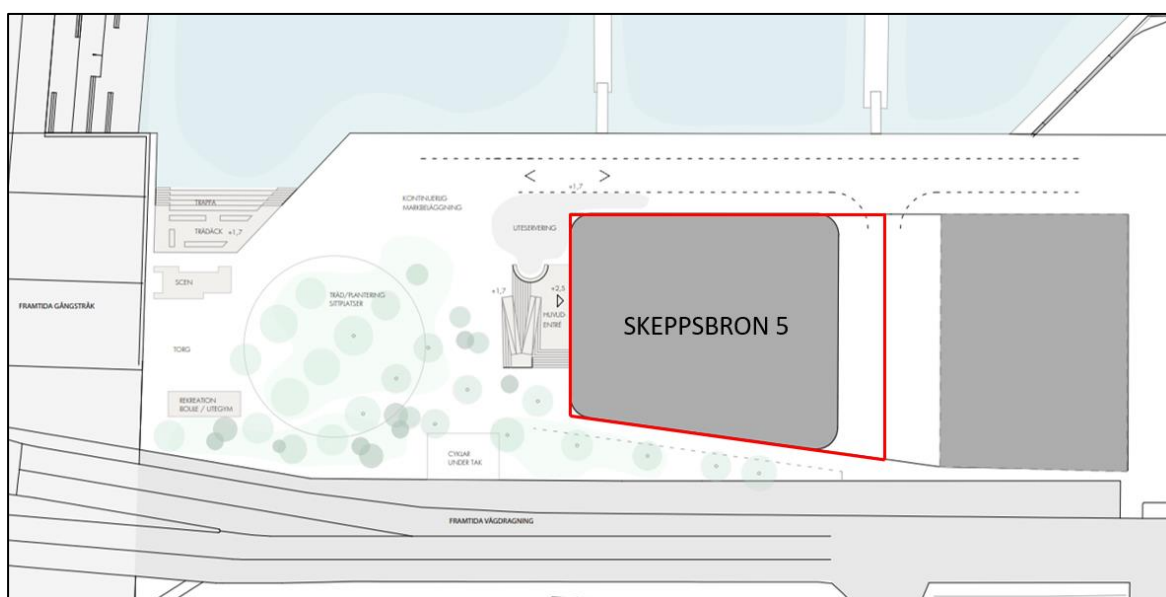 +1,7
KONTINUERLIG
MARKBELÄGGNING
TRAPPA
UTESERVERING
TRÄDÄCK +1,7
SCEN
TRÄD/PLANTERING
SITTPLATSER
+1,7
+2,5
FRAMTIDA GÅNGSTRÅK
HUVUD-
ENTRÉ
SKEPPSBRON 5
TORG
REKREATION
BOULE / UTEGYM
CYKLAR
UNDER TAK
FRAMTIDA VÄGDRAGNING